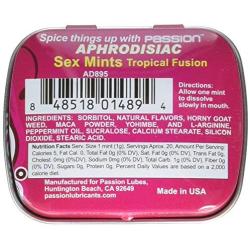 Spice things up with PASSION
APHRODISIAC
Sex Mints Tropical Fusion
AD895
8 48518 01489 4
Directions:
Allow one mint
to dissolve
slowly in mouth.
INGREDIENTS: SORBITOL, NATURAL FLAVORS, HORNY GOAT
WEED, MACA POWDER, YOHIMBE, AND L-ARGININE,
PEPPERMINT OIL, SUCRALOSE, CALCIUM STEARATE, SILICON
DIOXIDE, STEARIC ACID.
Nutrition Facts Serv. Size 1 mint (1g), Servings Aprox. 20, Amount Per Serving:
Calories 5, Fat Cal. 0, Total Fat 0g (0% DV), Sat. Fat 0g (0% DV), Trans Fat 0g,
Cholest. 0mg (0% DV), Sodium 0mg (0% DV), Total Carb. 1g (0% DV), Fiber 0g
(0% DV), Sugars 0g, Protein 0g, Percent Daily Values (DV) are based on a 2,000
calorie diet.
Manufactured for Passion Lubes,
Huntington Beach, CA 92649
passionlubricants.com
Made in USA